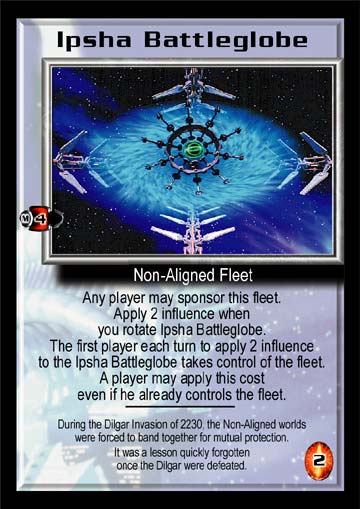 Ipsha Battleglobe
M 4
Non-Aligned Fleet
Any player may sponsor this fleet.
Apply 2 influence when
you rotate Ipsha Battleglobe.
The first player each turn to apply 2 influence
to the Ipsha Battleglobe takes control of the fleet.
A player may apply this cost
even if he already controls the fleet.
During the Dilgar Invasion of 2230, the Non-Aligned worlds
were forced to band together for mutual protection.
It was a lesson quickly forgotten
once the Dilgar were defeated.
2